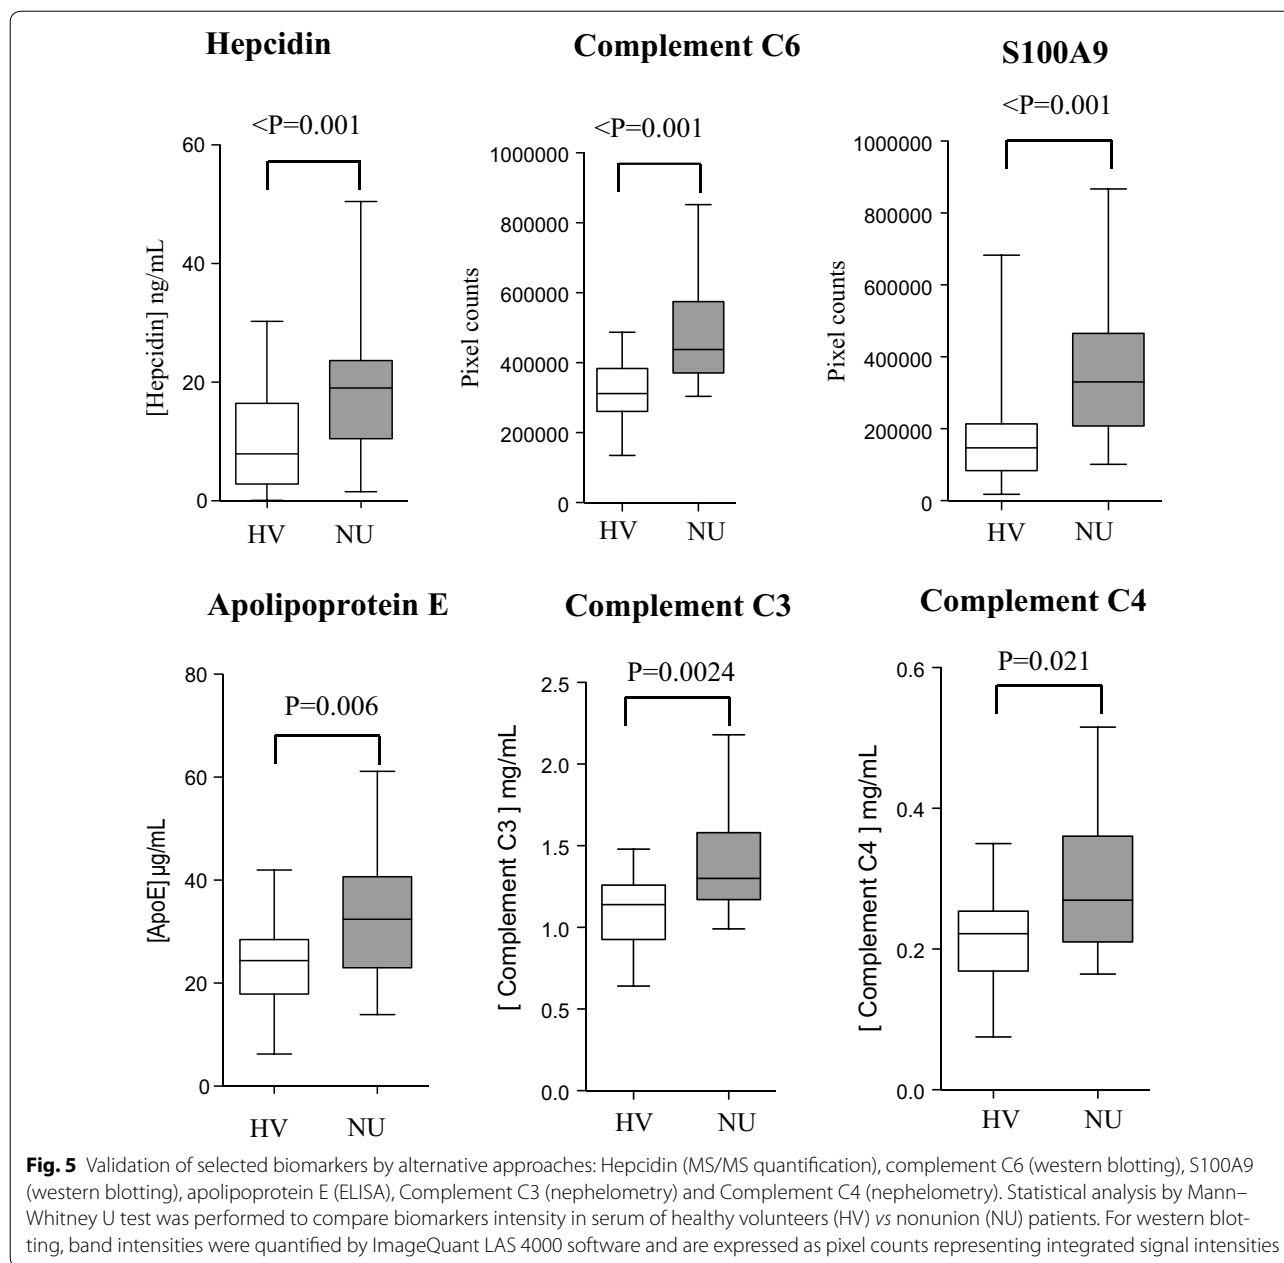 Hepcidin
<P=0.001
[Hepcidin] ng/mL
60
40
20
0
HV NU
Complement C6
<P=0.001
Pixel counts
1000000
800000
600000
400000
200000
0
HV NU
S100A9
<P=0.001
Pixel counts
1000000
800000
600000
400000
200000
0
HV NU
Apolipoprotein E
P=0.006
[ApoE] µg/mL
80
60
40
20
0
HV NU
Complement C3
P=0.0024
[ Complement C3 ] mg/mL
2.5
2.0
1.5
1.0
0.5
0.0
HV NU
Complement C4
P=0.021
[ Complement C4 ] mg/mL
0.6
0.4
0.2
0.0
HV NU
Fig. 5 Validation of selected biomarkers by alternative approaches: Hepcidin (MS/MS quantification), complement C6 (western blotting), S100A9
(western blotting), apolipoprotein E (ELISA), Complement C3 (nephelometry) and Complement C4 (nephelometry). Statistical analysis by Mann–
Whitney U test was performed to compare biomarkers intensity in serum of healthy volunteers (HV) vs nonunion (NU) patients. For western blot-
ting, band intensities were quantified by ImageQuant LAS 4000 software and are expressed as pixel counts representing integrated signal intensities